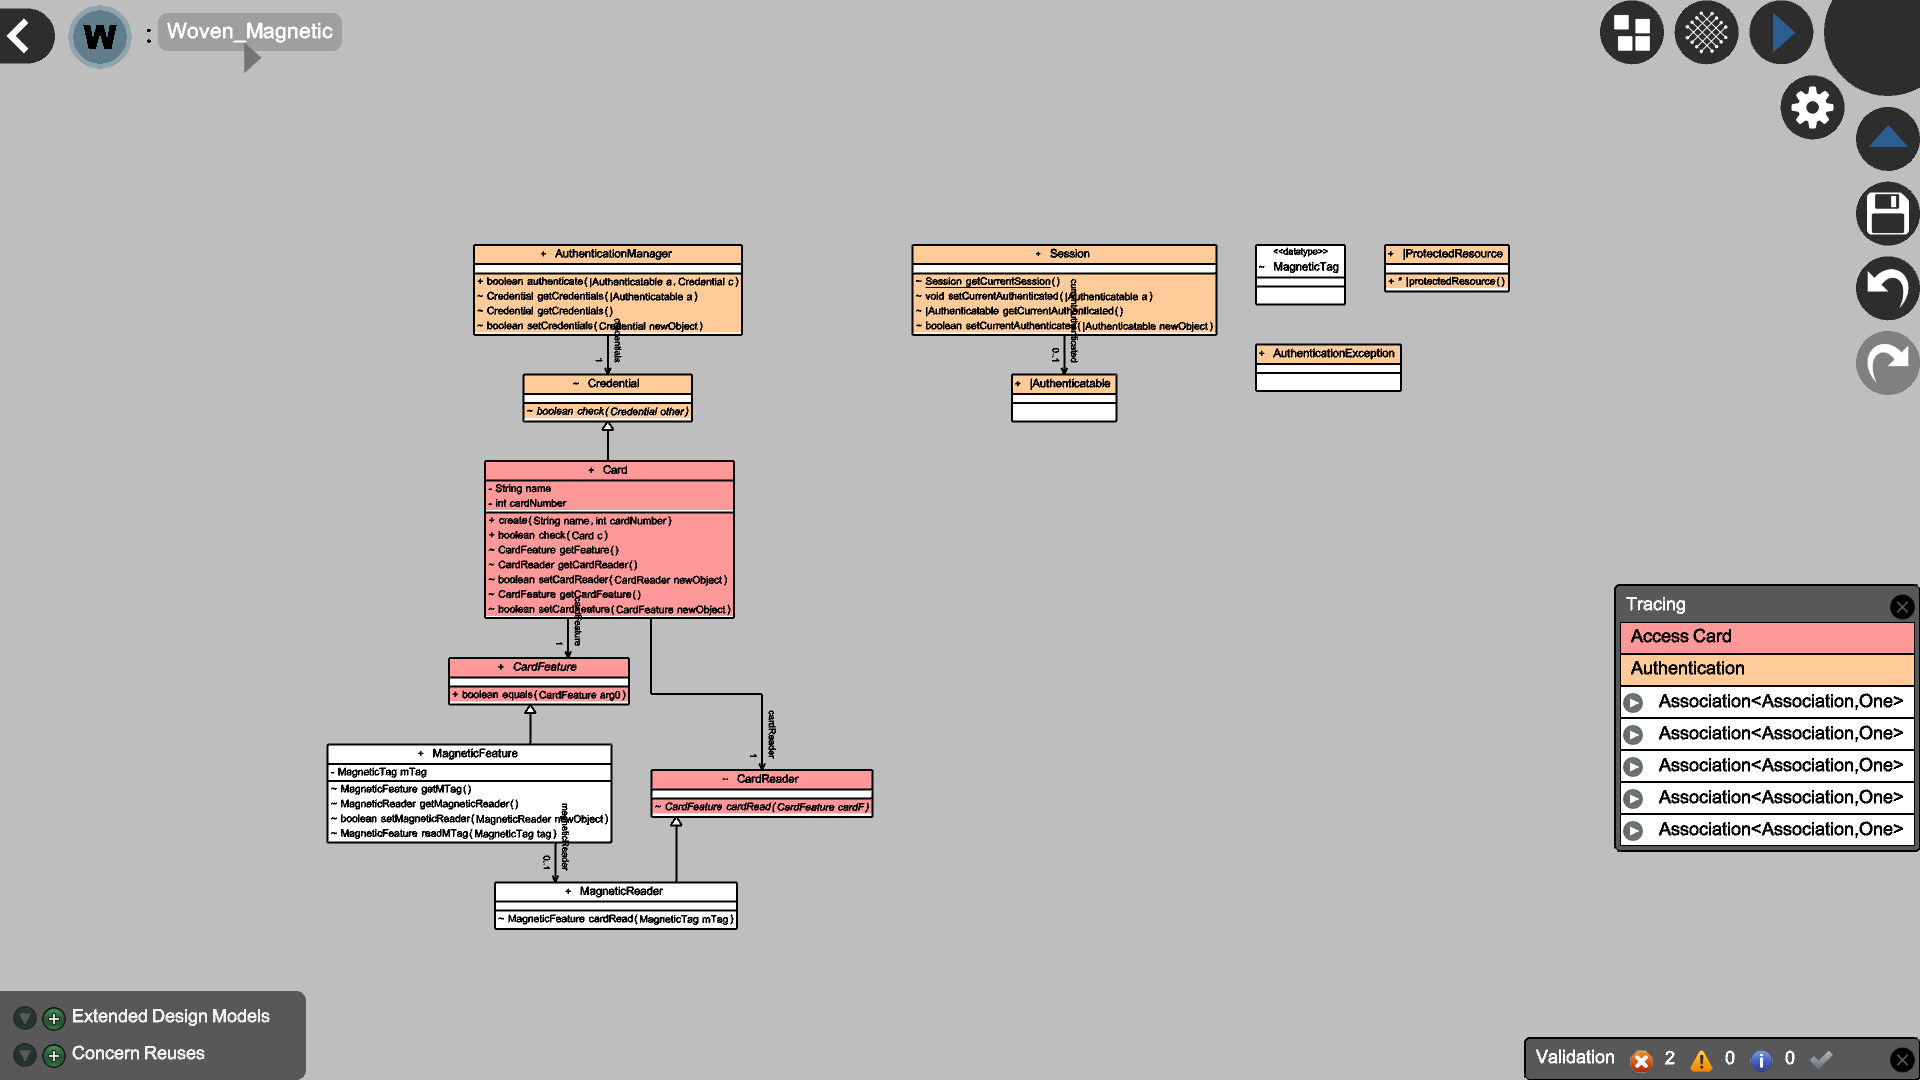 W : Woven_Magnetic
+ AuthenticationManager
+ boolean authenticate(|Authenticatable a, Credential c)
~ Credential getCredentials(|Authenticatable a)
~ Credential getCredentials()
~ boolean setCredentials(Credential newObject)
credentials
1
~ Credential
~ boolean check(Credential other)
+ Card
- String name
- int cardNumber
+ create(String name, int cardNumber)
+ boolean check(Card c)
~ CardFeature getFeature()
~ CardReader getCardReader()
~ boolean setCardReader(CardReader newObject)
~ CardFeature getCardFeature()
~ boolean setCardFeature(CardFeature newObject)
cardFeature
1
+ CardFeature
+ boolean equals(CardFeature arg0)
cardReader
1
+ MagneticFeature
- MagneticTag mTag
~ MagneticFeature getMTag()
~ MagneticReader getMagneticReader()
~ boolean setMagneticReader(MagneticReader newObject)
~ MagneticFeature readMTag(MagneticTag tag)
magneticReader
0..1
~ CardReader
~ CardFeature cardRead(CardFeature cardF)
+ MagneticReader
~ MagneticFeature cardRead(MagneticTag mTag)
+ Session
~ Session getCurrentSession()
~ void setCurrentAuthenticated(|Authenticatable a)
~ |Authenticatable getCurrentAuthenticated()
~ boolean setCurrentAuthenticated(|Authenticatable newObject)
currentAuthenticated
0..1
+ |Authenticatable
<<datatype>>
~ MagneticTag
+ |ProtectedResource
+ * |protectedResource()
+ AuthenticationException
Tracing
Access Card
Authentication
Association<Association,One>
Association<Association,One>
Association<Association,One>
Association<Association,One>
Association<Association,One>
Extended Design Models
Concern Reuses
Validation 2 0 0